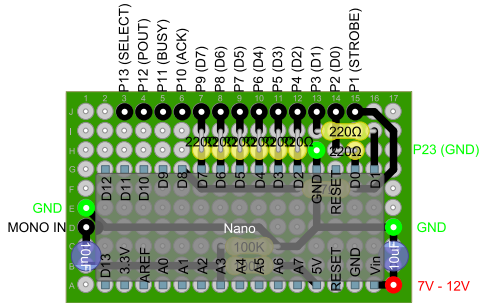 P13 (SELECT)
P12 (POUT)
P11 (BUSY)
P10 (ACK)
P9 (D7)
P8 (D6)
P7 (D5)
P6 (D4)
P5 (D3)
P4 (D2)
P3 (D1)
P2 (D0)
P1 (STROBE)
1 2 3 4 5 6 7 8 9 10 11 12 13 14 15 16 17
J
I
H
G
F
E
D
C
B
A
220Ω
220Ω
220Ω
220Ω
220Ω
220Ω
220Ω
220Ω
P23 (GND)
D12
D11
D10
D9
D8
D7
D6
D5
D4
D3
D2
GND
RESET
D0
D1
GND
MONO IN
Nano
GND
10uF
100K
10uF
D13
3.3V
AREF
A0
A1
A2
A3
A4
A5
A6
A7
5V
RESET
GND
Vin
7V - 12V